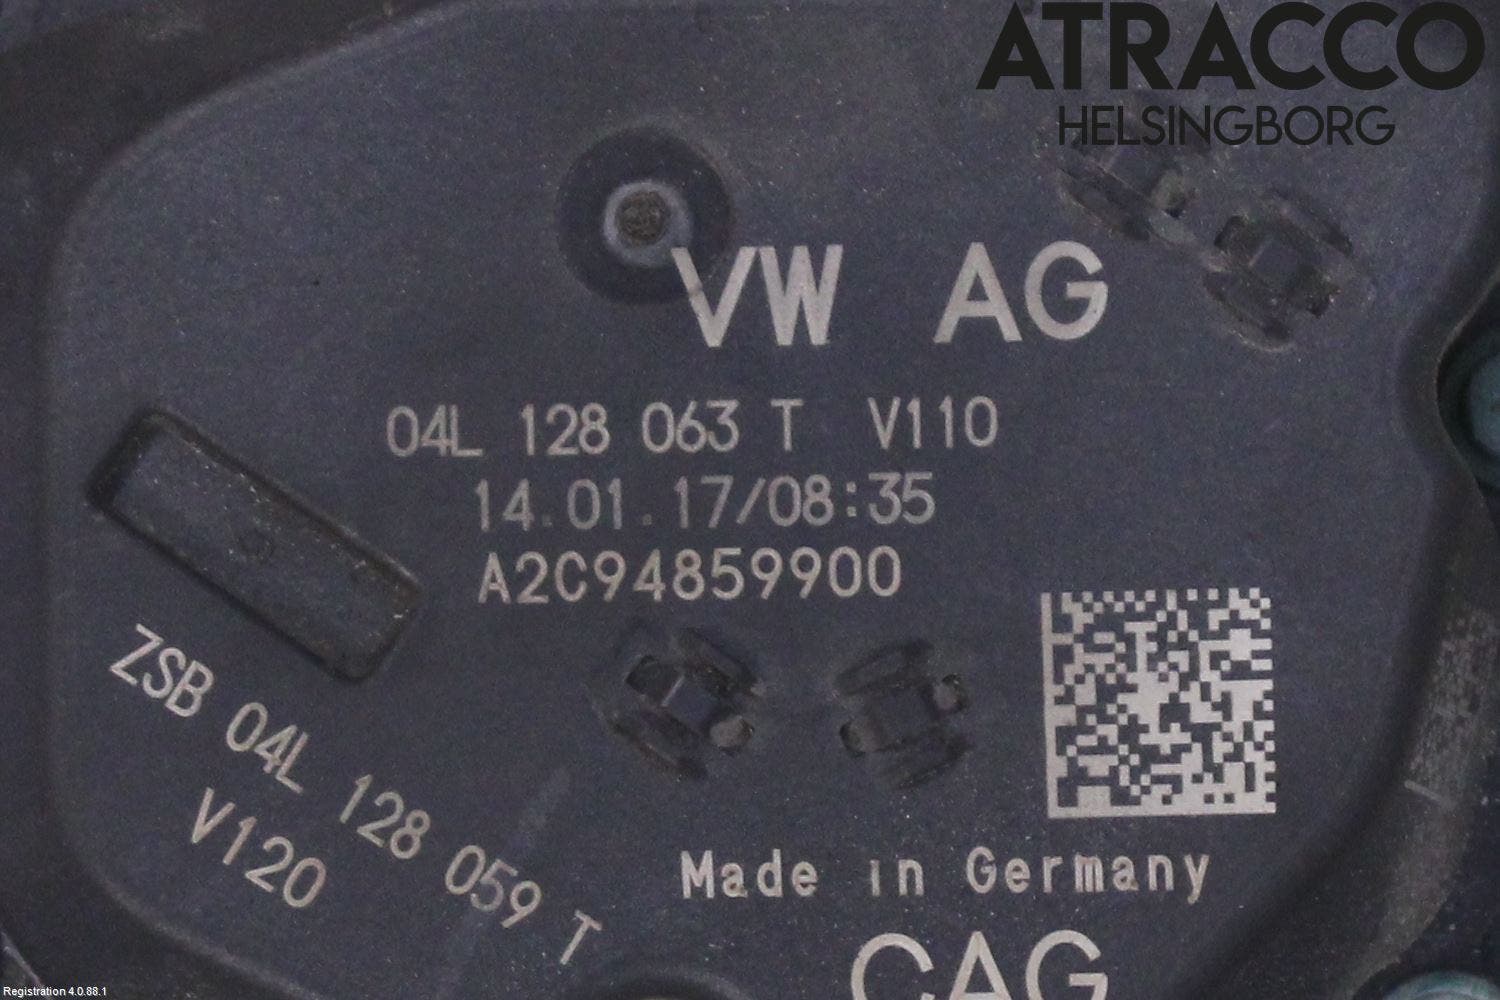 ATRACCO
HELSINGBORG
VW AG
04L 128 063 T V110
14.01.17/08:35
A2C94859900
ZSB 04L 128 059 T
V120
Made in Germany
CAG
Registration 4.0.88.1